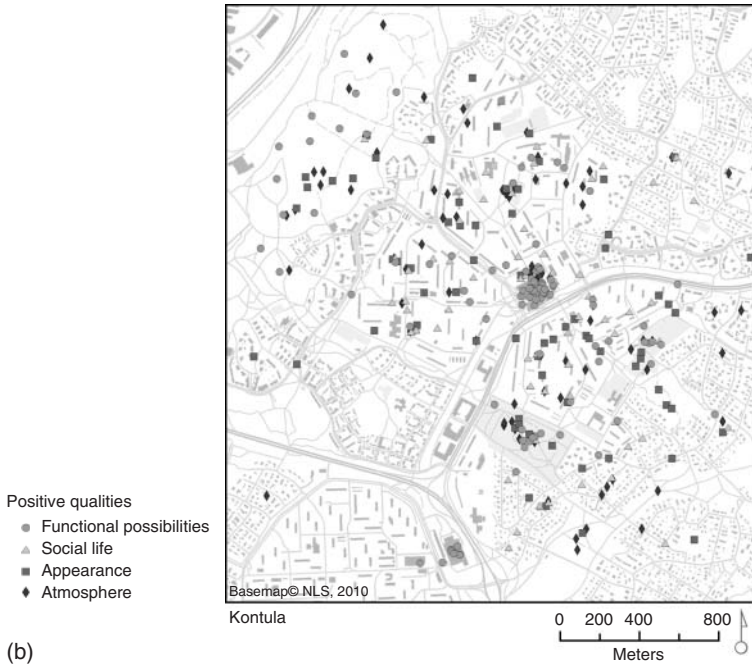 Positive qualities
Functional possibilities
Social life
Appearance
Atmosphere
(b)
Basemap© NLS, 2010
Kontula
0 200 400 800
Meters